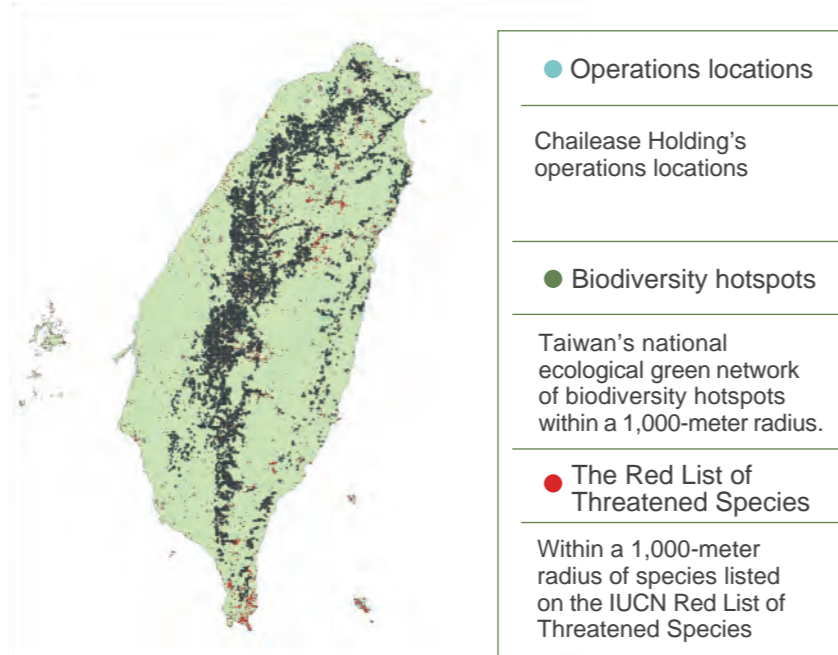 Operations locations
Chailease Holding's
operations locations
Biodiversity hotspots
Taiwan's national
ecological green network
of biodiversity hotspots
within a 1,000-meter radius.
The Red List of
Threatened Species
Within a 1,000-meter
radius of species listed
on the IUCN Red List of
Threatened Species